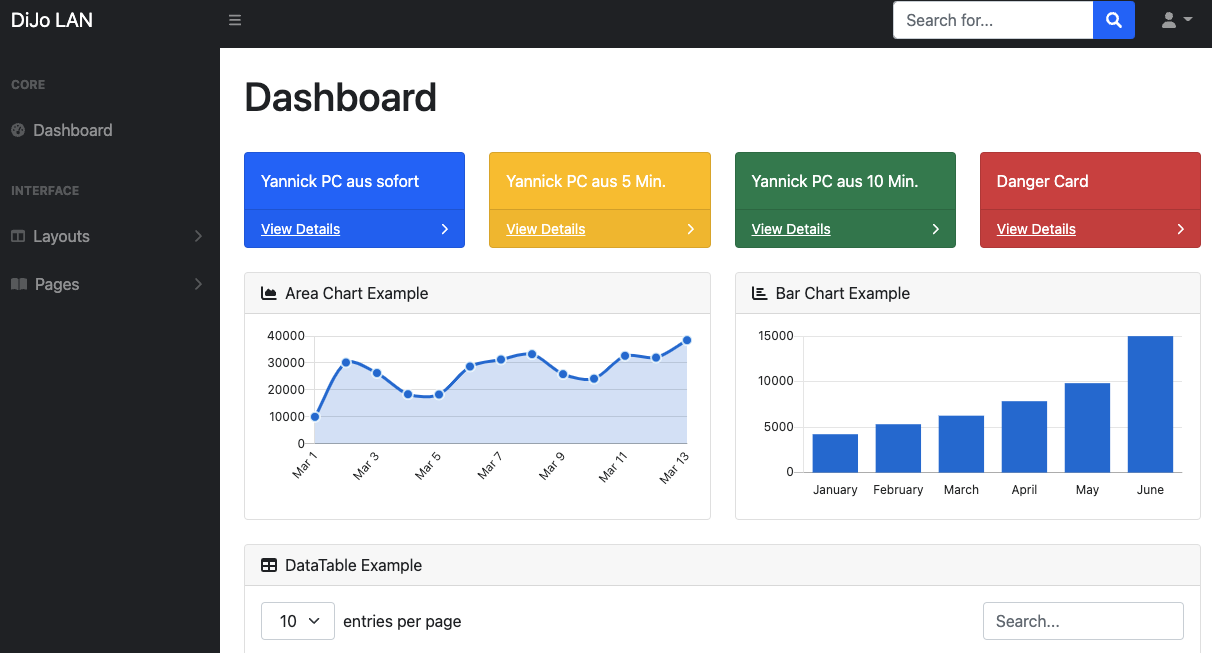 DiJo LAN
Search for...
CORE
Dashboard
INTERFACE
Layouts
Pages
Dashboard
Yannick PC aus sofort
View Details
Yannick PC aus 5 Min.
View Details
Yannick PC aus 10 Min.
View Details
Danger Card
View Details
Area Chart Example
40000
30000
20000
10000
0
Mar 1
Mar 3
Mar 5
Mar 7
Mar 9
Mar 11
Mar 13
Bar Chart Example
15000
10000
5000
0
January
February
March
April
May
June
DataTable Example
10 entries per page
Search...